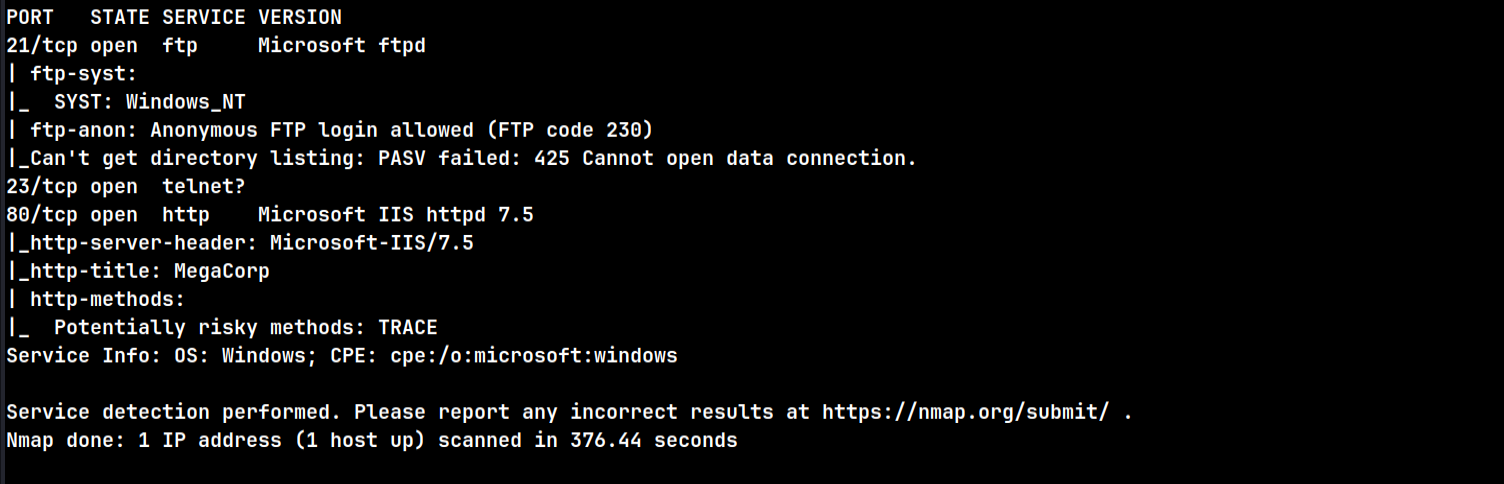 PORT   STATE SERVICE VERSION
21/tcp open  ftp     Microsoft ftpd
| ftp-syst:
|_  SYST: Windows_NT
| ftp-anon: Anonymous FTP login allowed (FTP code 230)
|_Can't get directory listing: PASV failed: 425 Cannot open data connection.
23/tcp open  telnet?
80/tcp open  http    Microsoft IIS httpd 7.5
|_http-server-header: Microsoft-IIS/7.5
|_http-title: MegaCorp
| http-methods:
|_  Potentially risky methods: TRACE
Service Info: OS: Windows; CPE: cpe:/o:microsoft:windows

Service detection performed. Please report any incorrect results at https://nmap.org/submit/ .
Nmap done: 1 IP address (1 host up) scanned in 376.44 seconds